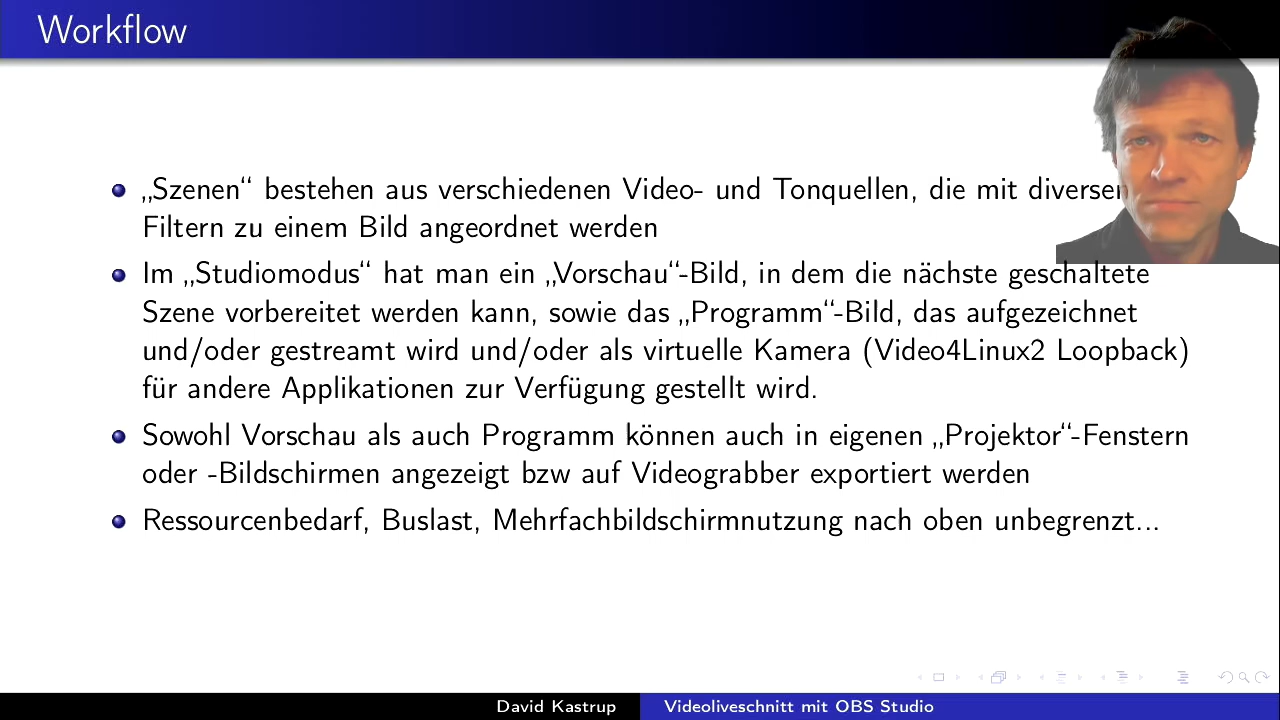 Workflow
„Szenen“ bestehen aus verschiedenen Video- und Tonquellen, die mit diversen
Filtern zu einem Bild angeordnet werden
Im „Studiomodus“ hat man ein „Vorschau“-Bild, in dem die nächste geschaltete
Szene vorbereitet werden kann, sowie das „Programm“-Bild, das aufgezeichnet
und/oder gestreamt wird und/oder als virtuelle Kamera (Video4Linux2 Loopback)
für andere Applikationen zur Verfügung gestellt wird.
Sowohl Vorschau als auch Programm können auch in eigenen „Projektor“-Fenstern
oder -Bildschirmen angezeigt bzw auf Videograbber exportiert werden
Ressourcenbedarf, Buslast, Mehrfachbildschirmnutzung nach oben unbegrenzt...
David Kastrup Videoliveschnitt mit OBS Studio